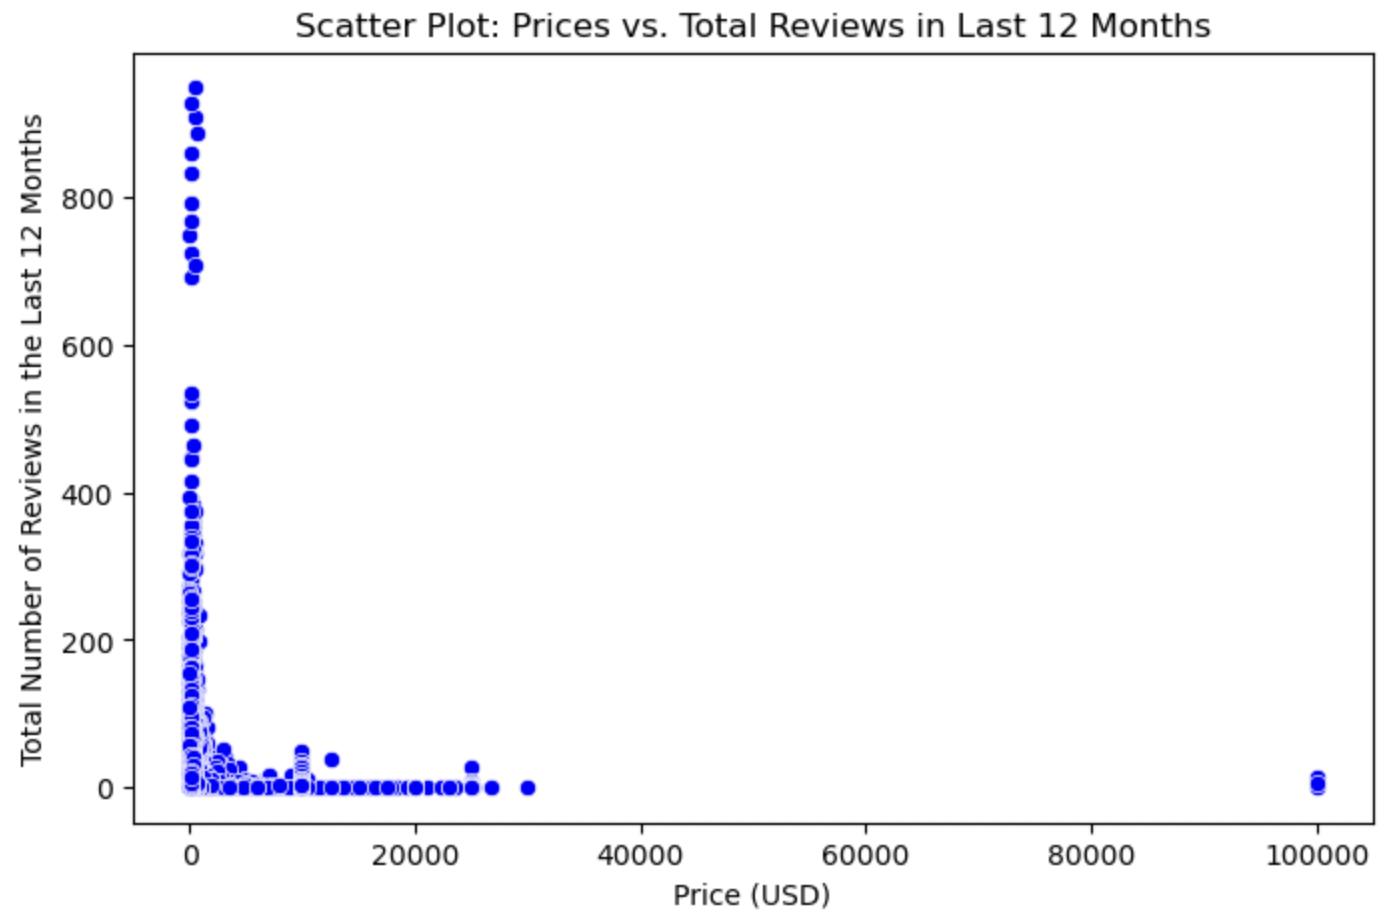 Scatter Plot: Prices vs. Total Reviews in Last 12 Months
Total Number of Reviews in the Last 12 Months
800
600
400
200
0
0 20000 40000 60000 80000 100000
Price (USD)